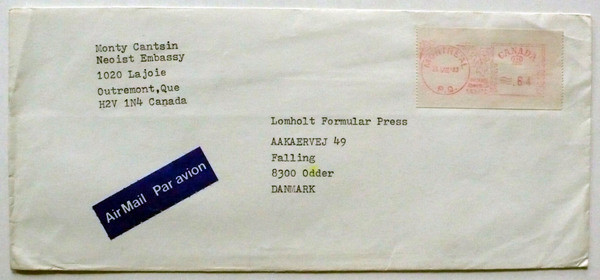 Monty Cantsin
Neoist Embassy
1020 Lajoie
Outremont,Que
H2V 1N4 Canada
MONTREAL
P.Q.
CANADA
Lomholt Formular Press
AAKAERVEJ 49
Falling
8300 Odder
DANMARK
Air Mail Par avion